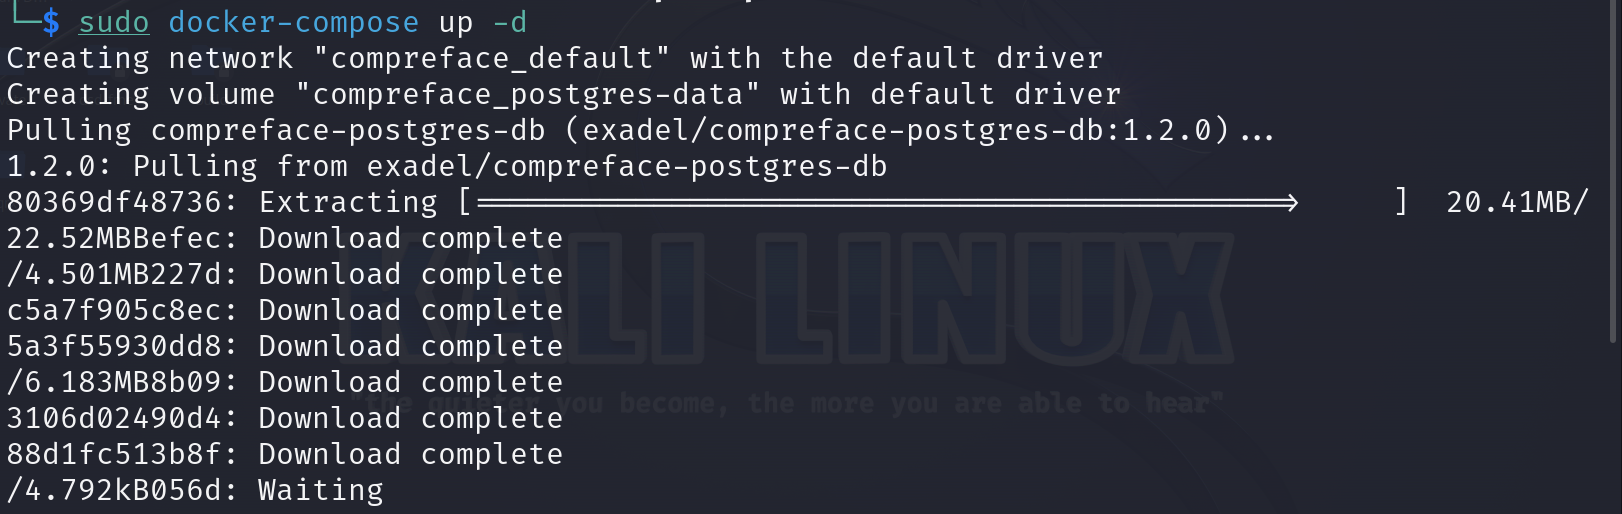 └─$ sudo docker-compose up -d
Creating network "compreface_default" with the default driver
Creating volume "compreface_postgres-data" with default driver
Pulling compreface-postgres-db (exadel/compreface-postgres-db:1.2.0)...
1.2.0: Pulling from exadel/compreface-postgres-db
80369df48736: Extracting [=============================================>     ]  20.41MB/
22.52MBBefec: Download complete
/4.501MB227d: Download complete
c5a7f905c8ec: Download complete
5a3f55930dd8: Download complete
/6.183MB8b09: Download complete
3106d02490d4: Download complete
88d1fc513b8f: Download complete
/4.792kB056d: Waiting
KALI LINUX
"the quieter you become, the more you are able to hear"